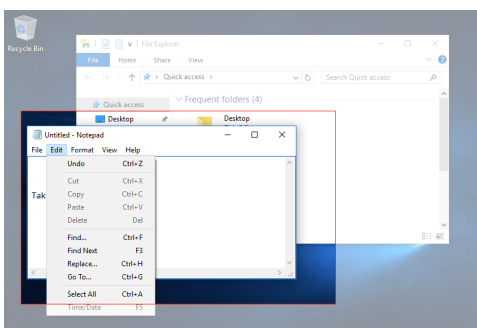 Recycle Bin
File Explorer
File Home Share View
Quick access
Search Quick access
Quick access
Frequent folders (4)
Desktop
Desktop
Untitled - Notepad
File Edit Format View Help
Tak
Undo Ctrl+Z
Cut Ctrl+X
Copy Ctrl+C
Paste Ctrl+V
Delete Del
Find... Ctrl+F
Find Next F3
Replace... Ctrl+H
Go To... Ctrl+G
Select All Ctrl+A
Time/Date F5